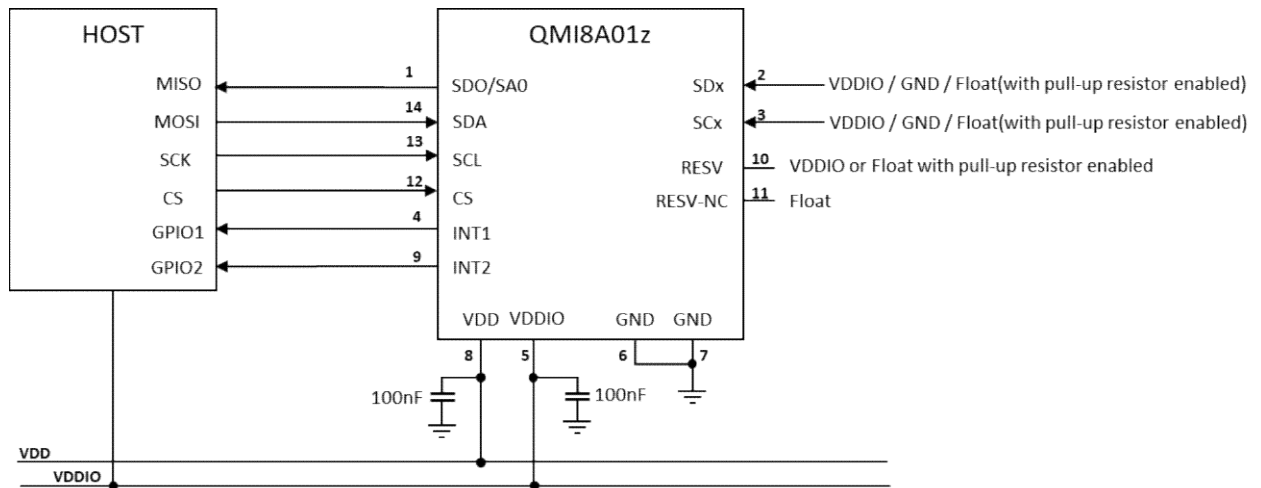 HOST
QMI8A01z
MISO 1 SDO/SA0 SDx 2 VDDIO / GND / Float(with pull-up resistor enabled)
MOSI 14 SDA SCx 3 VDDIO / GND / Float(with pull-up resistor enabled)
SCK 13 SCL RESV 10 VDDIO or Float with pull-up resistor enabled
CS 12 CS RESV-NC 11 Float
GPIO1 4 INT1
GPIO2 9 INT2
VDD VDDIO GND GND
8 5 6 7
100nF 100nF
VDD
VDDIO